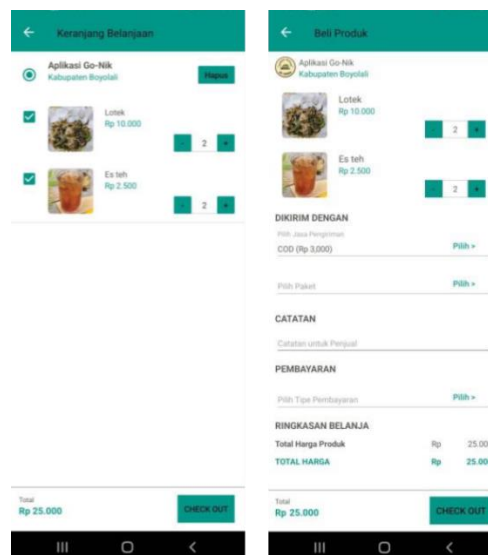 Keranjang Belanjaan
Aplikasi Go-Nik
Kabupaten Boyolali
Hapus
Lotek
Rp 10.000
- 2 +
Es teh
Rp 2.500
- 2 +
Total
Rp 25.000
CHECK OUT
Beli Produk
Aplikasi Go-Nik
Kabupaten Boyolali
Lotek
Rp 10.000
- 2 +
Es teh
Rp 2.500
- 2 +
DIKIRIM DENGAN
Pilih Jasa Pengiriman
COD (Rp 3,000) Pilih »
Pilih Paket Pilih »
CATATAN
Catatan untuk Penjual
PEMBAYARAN
Pilih Tipe Pembayaran Pilih »
RINGKASAN BELANJA
Total Harga Produk Rp 25.00
TOTAL HARGA Rp 25.00
Total
Rp 25.000
CHECK OUT